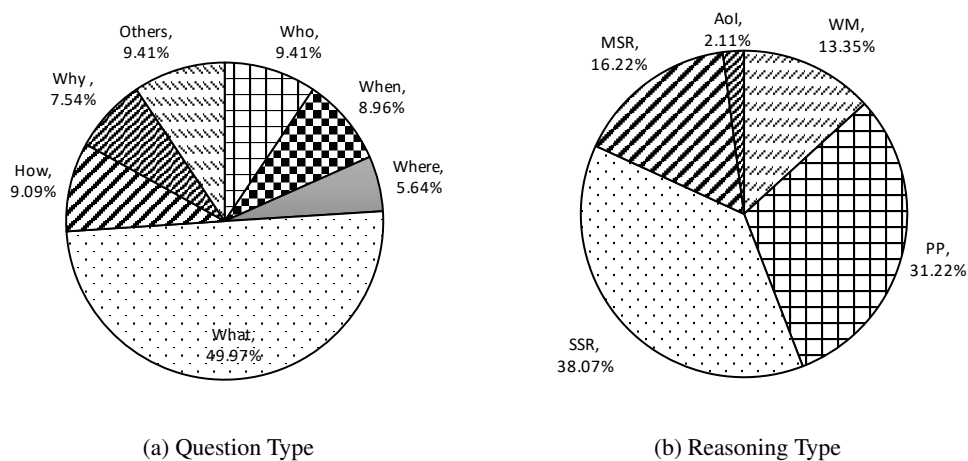 Others,
9.41%
Who,
9.41%
When,
8.96%
Where,
5.64%
What,
49.97%
How,
9.09%
Why ,
7.54%
(a) Question Type
AoI,
2.11%
WM,
13.35%
PP,
31.22%
SSR,
38.07%
MSR,
16.22%
(b) Reasoning Type